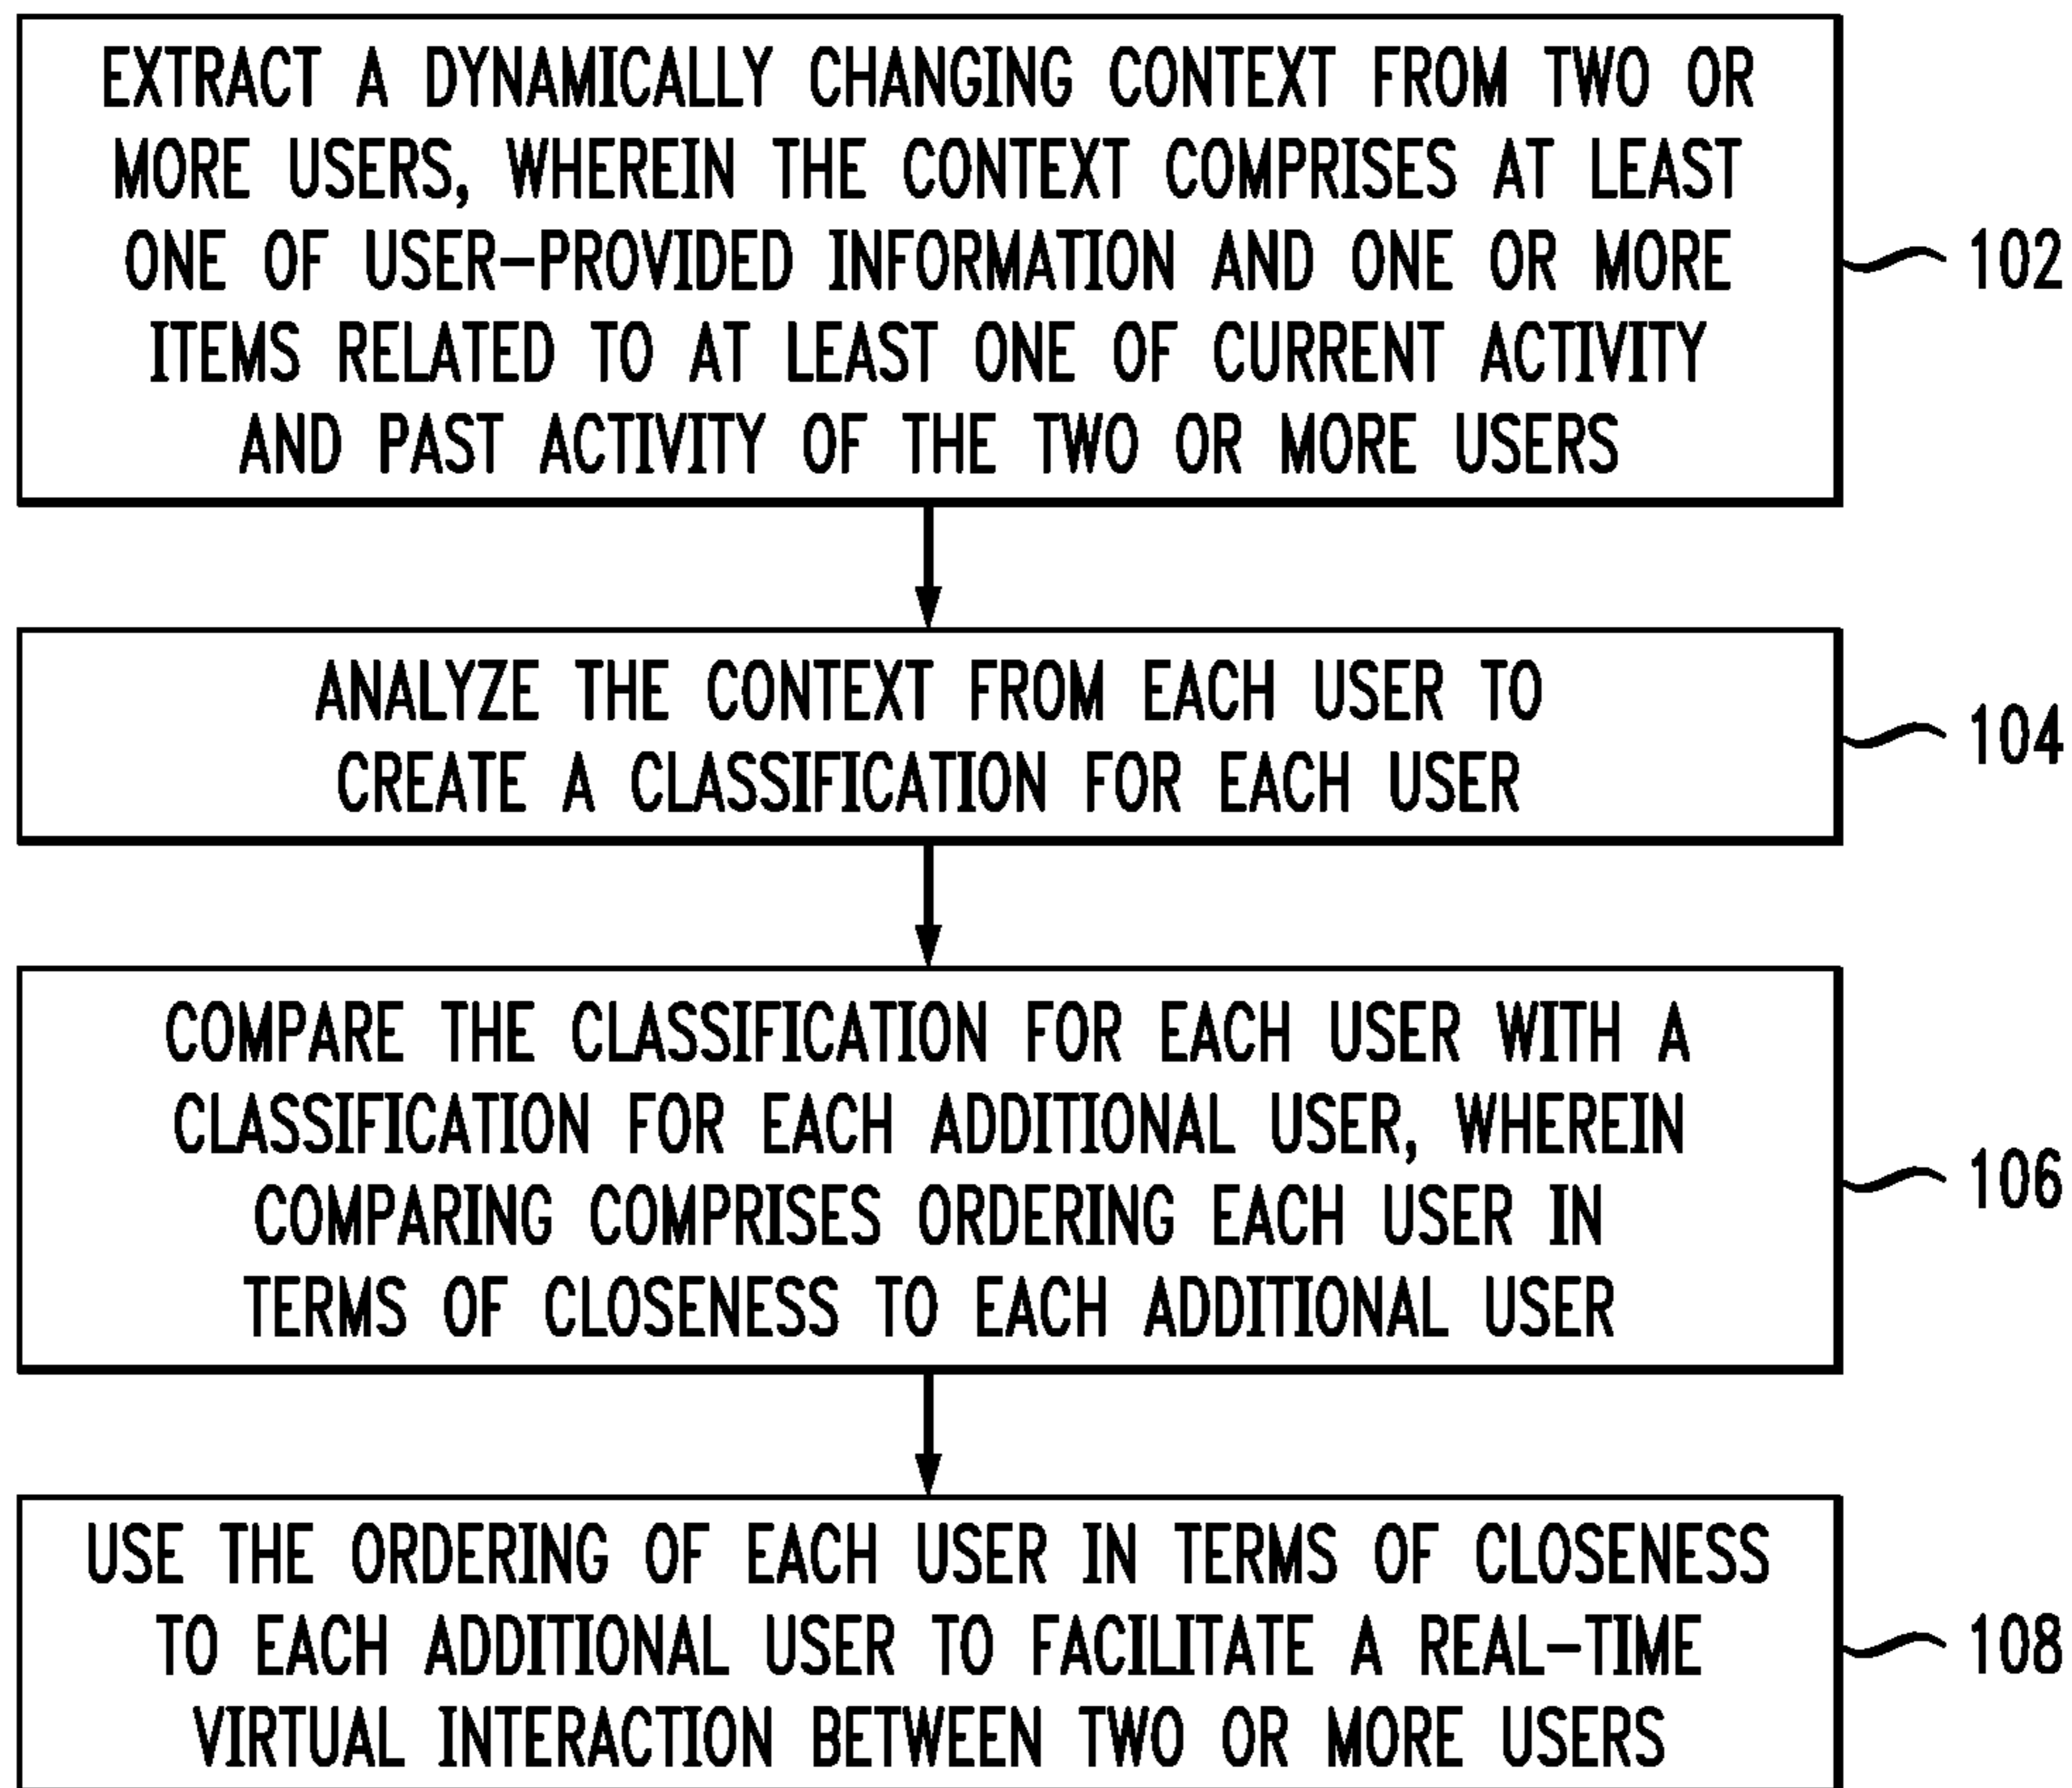 EXTRACT A DYNAMICALLY CHANGING CONTEXT FROM TWO OR
MORE USERS, WHEREIN THE CONTEXT COMPRISES AT LEAST
ONE OF USER-PROVIDED INFORMATION AND ONE OR MORE
ITEMS RELATED TO AT LEAST ONE OF CURRENT ACTIVITY
AND PAST ACTIVITY OF THE TWO OR MORE USERS
102
ANALYZE THE CONTEXT FROM EACH USER TO
CREATE A CLASSIFICATION FOR EACH USER
104
COMPARE THE CLASSIFICATION FOR EACH USER WITH A
CLASSIFICATION FOR EACH ADDITIONAL USER, WHEREIN
COMPARING COMPRISES ORDERING EACH USER IN
TERMS OF CLOSENESS TO EACH ADDITIONAL USER
106
USE THE ORDERING OF EACH USER IN TERMS OF CLOSENESS
TO EACH ADDITIONAL USER TO FACILITATE A REAL-TIME
VIRTUAL INTERACTION BETWEEN TWO OR MORE USERS
108